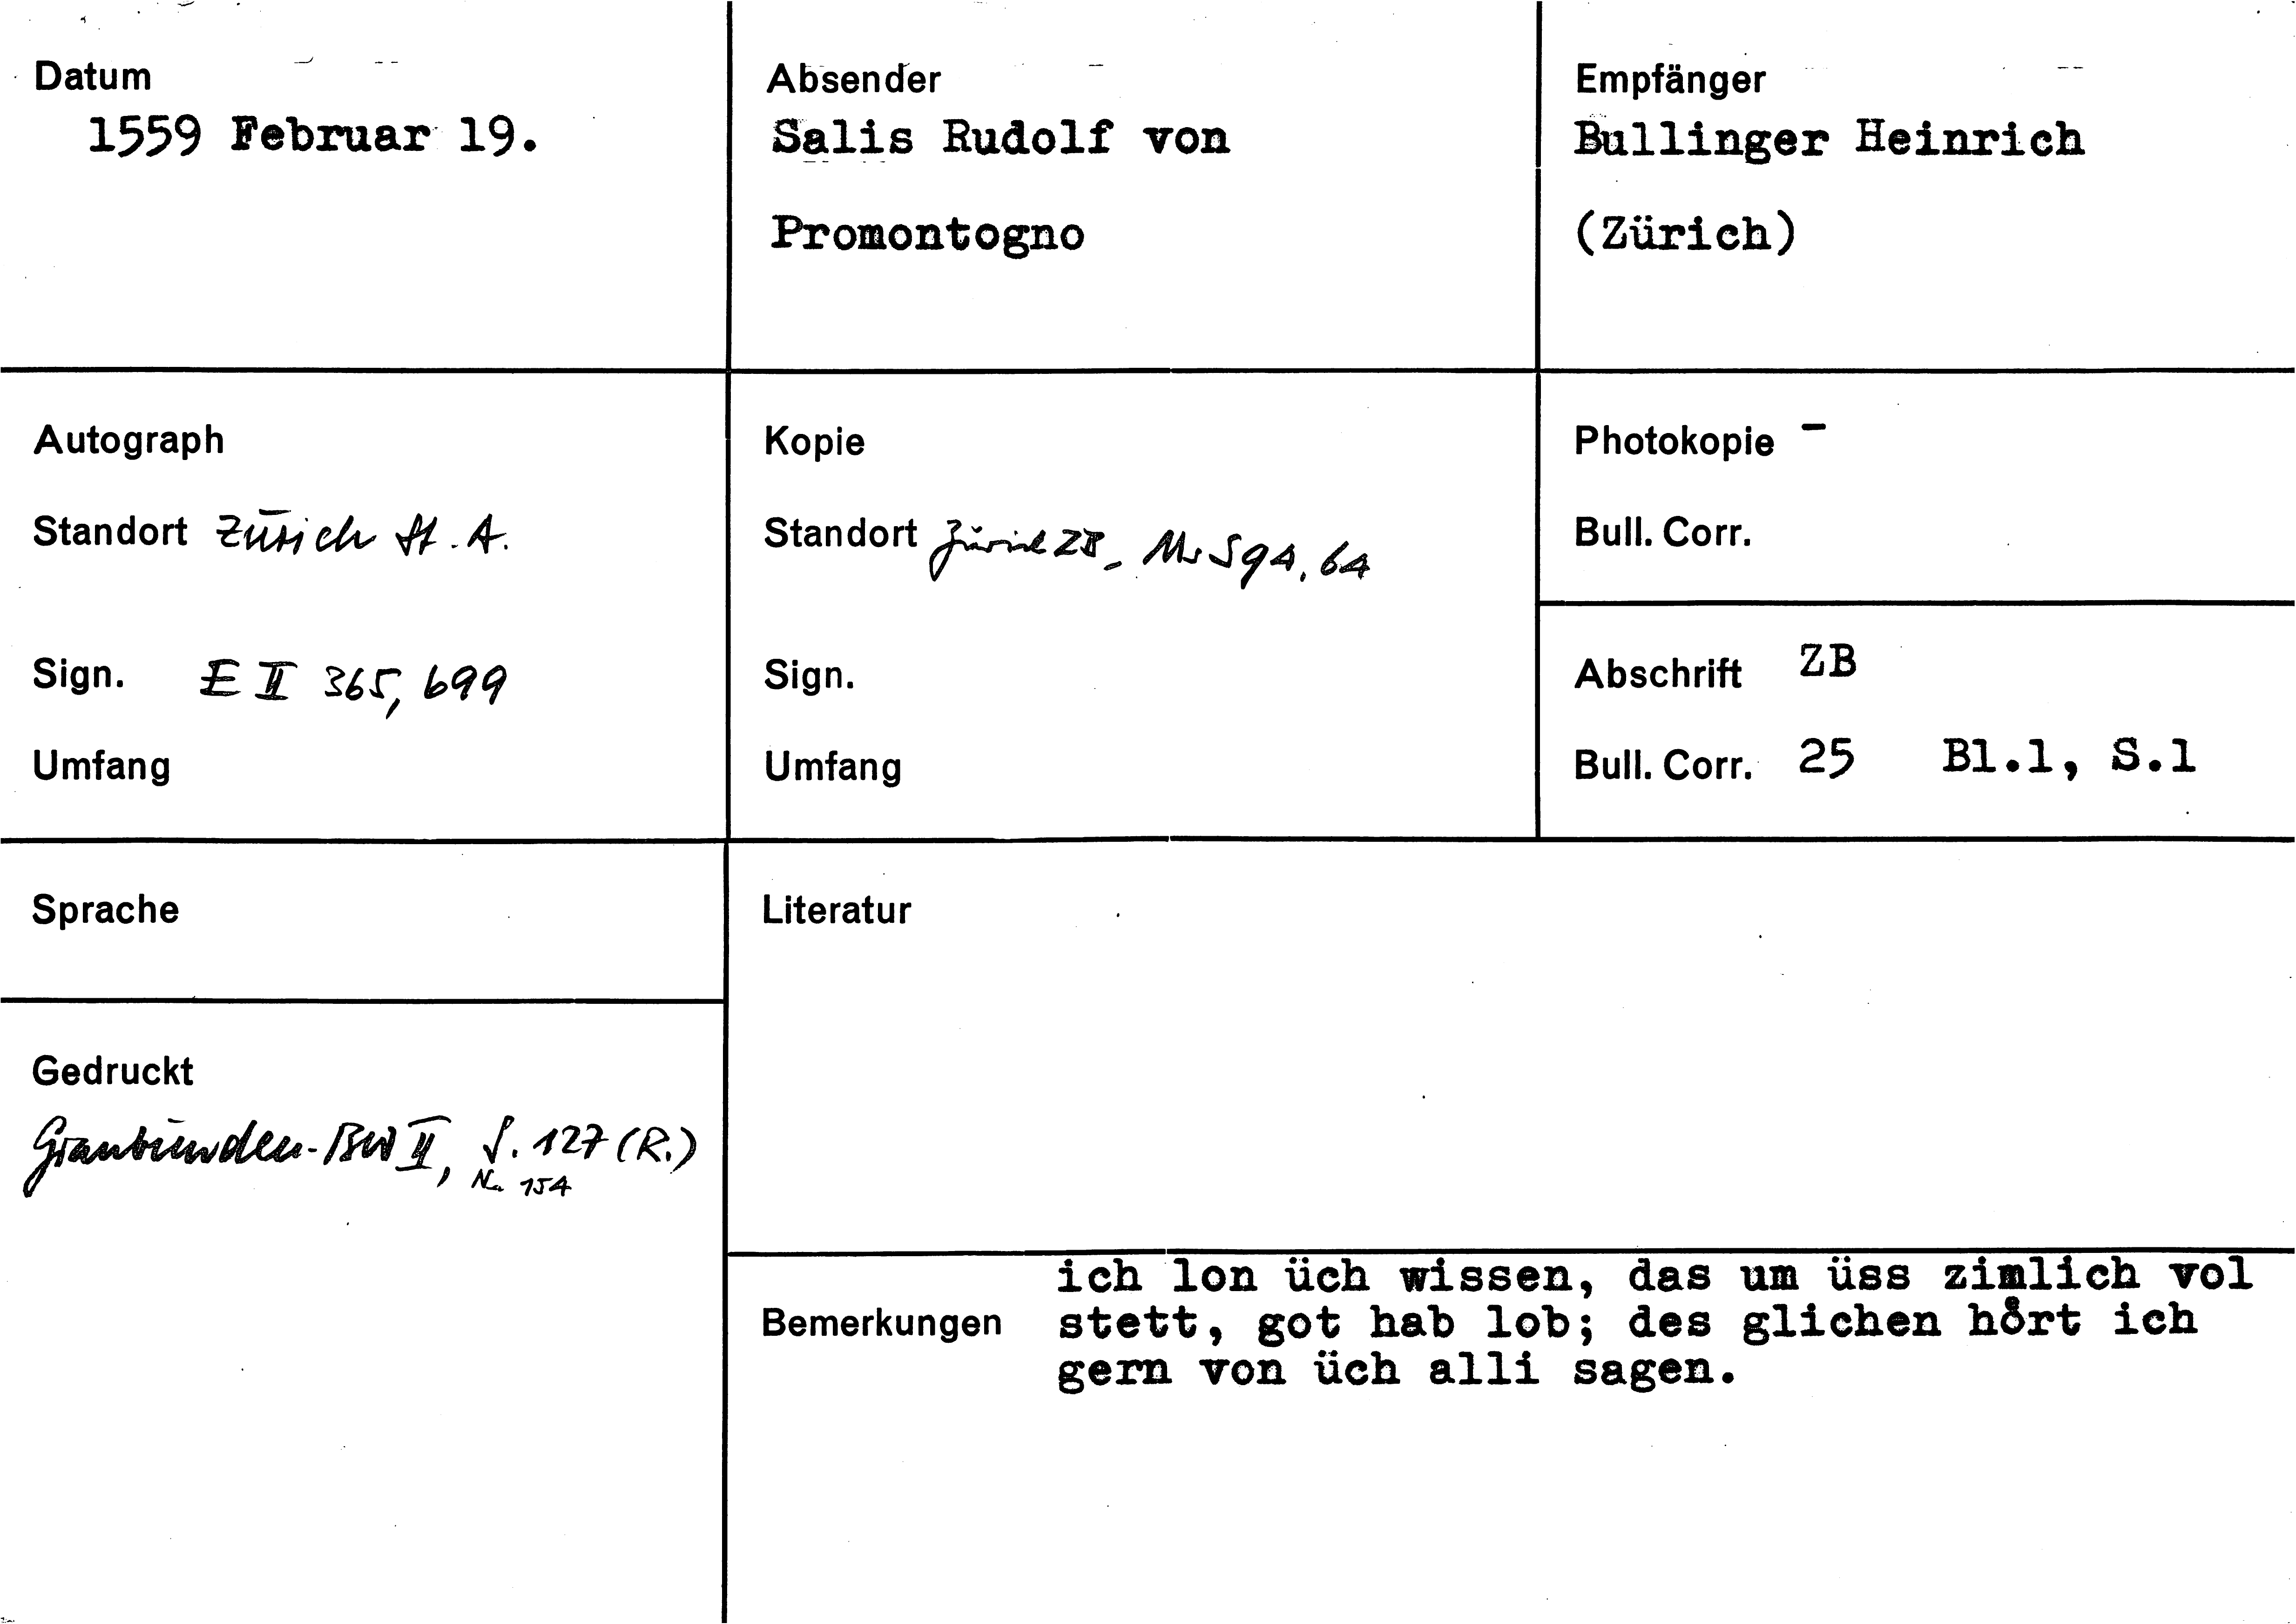 Datum
1559 Februar 19.
Absender
Salis Rudolf von
Promontogno
Empfänger
Bullinger Heinrich
(Zürich)
Autograph
Standort Zürich St. A.
Sign. E II 365, 699
Umfang
Kopie
Standort Zürich ZB, Ms S 94, 64
Sign.
Umfang
Photokopie -
Bull. Corr.
Abschrift ZB
Bull. Corr. 25 Bl.1, S.1
Sprache
Gedruckt
Graubünden-BW II, S. 127 (R.)
Nr. 154
Literatur
Bemerkungen
ich lon üch wissen, das um üss zimlich vol
stett, got hab lob; des glichen hoͤrt ich
gern von üch alli sagen.